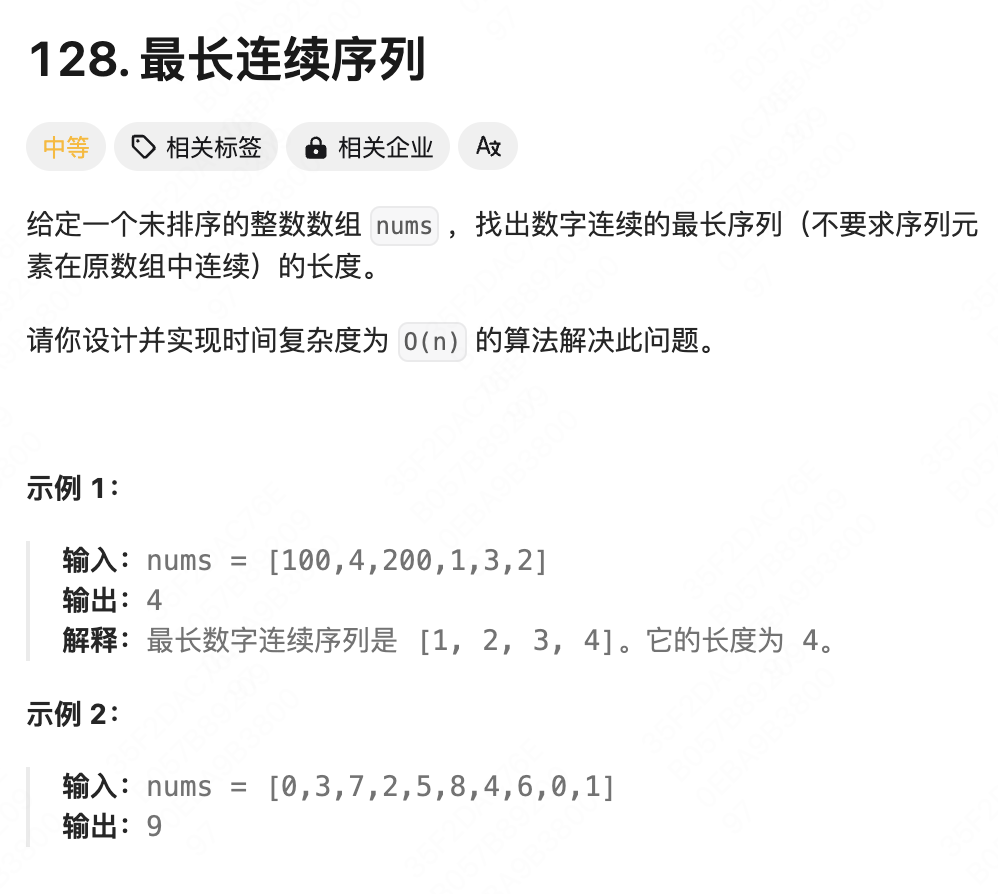 128. 最长连续序列
中等 相关标签 相关企业 A文
给定一个未排序的整数数组 nums ，找出数字连续的最长序列（不要求序列元
素在原数组中连续）的长度。
请你设计并实现时间复杂度为 O(n) 的算法解决此问题。
示例 1：
输入：nums = [100,4,200,1,3,2]
输出：4
解释：最长数字连续序列是 [1, 2, 3, 4]。它的长度为 4。
示例 2：
输入：nums = [0,3,7,2,5,8,4,6,0,1]
输出：9